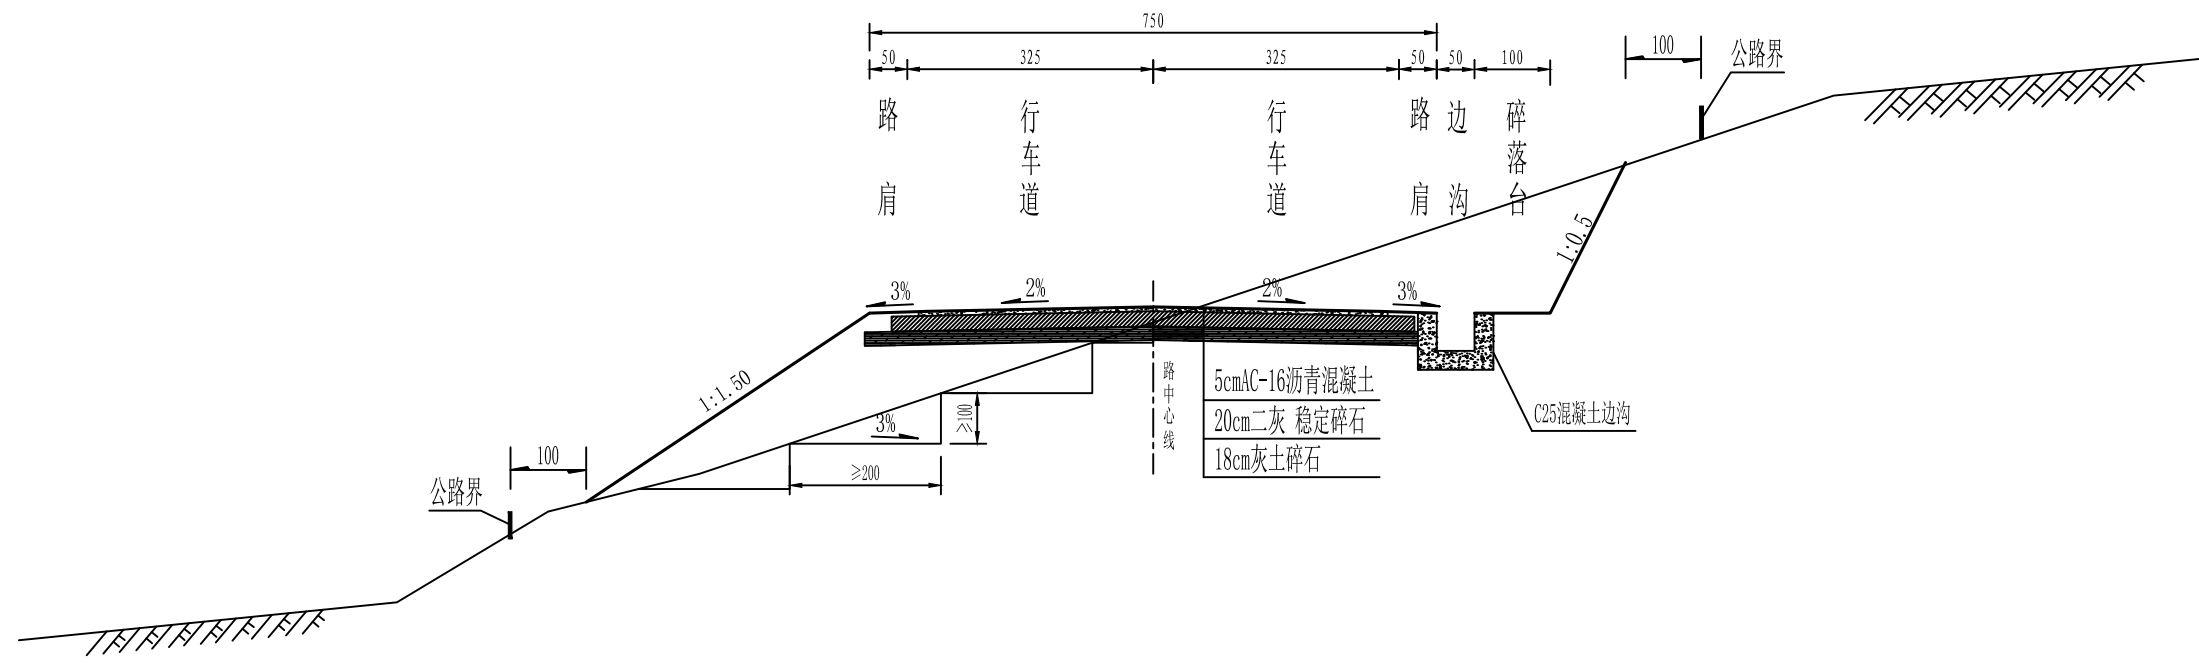 750
50
325
325
50
50
100
100
公路界
路肩
行车道
行车道
路肩
边沟
碎落台
1:0.5
3%
2%
2%
3%
1:1.50
路中心线
5cmAC-16沥青混凝土
20cm二灰 稳定碎石
18cm灰土碎石
C25混凝土边沟
3%
≥100
≥200
100
公路界